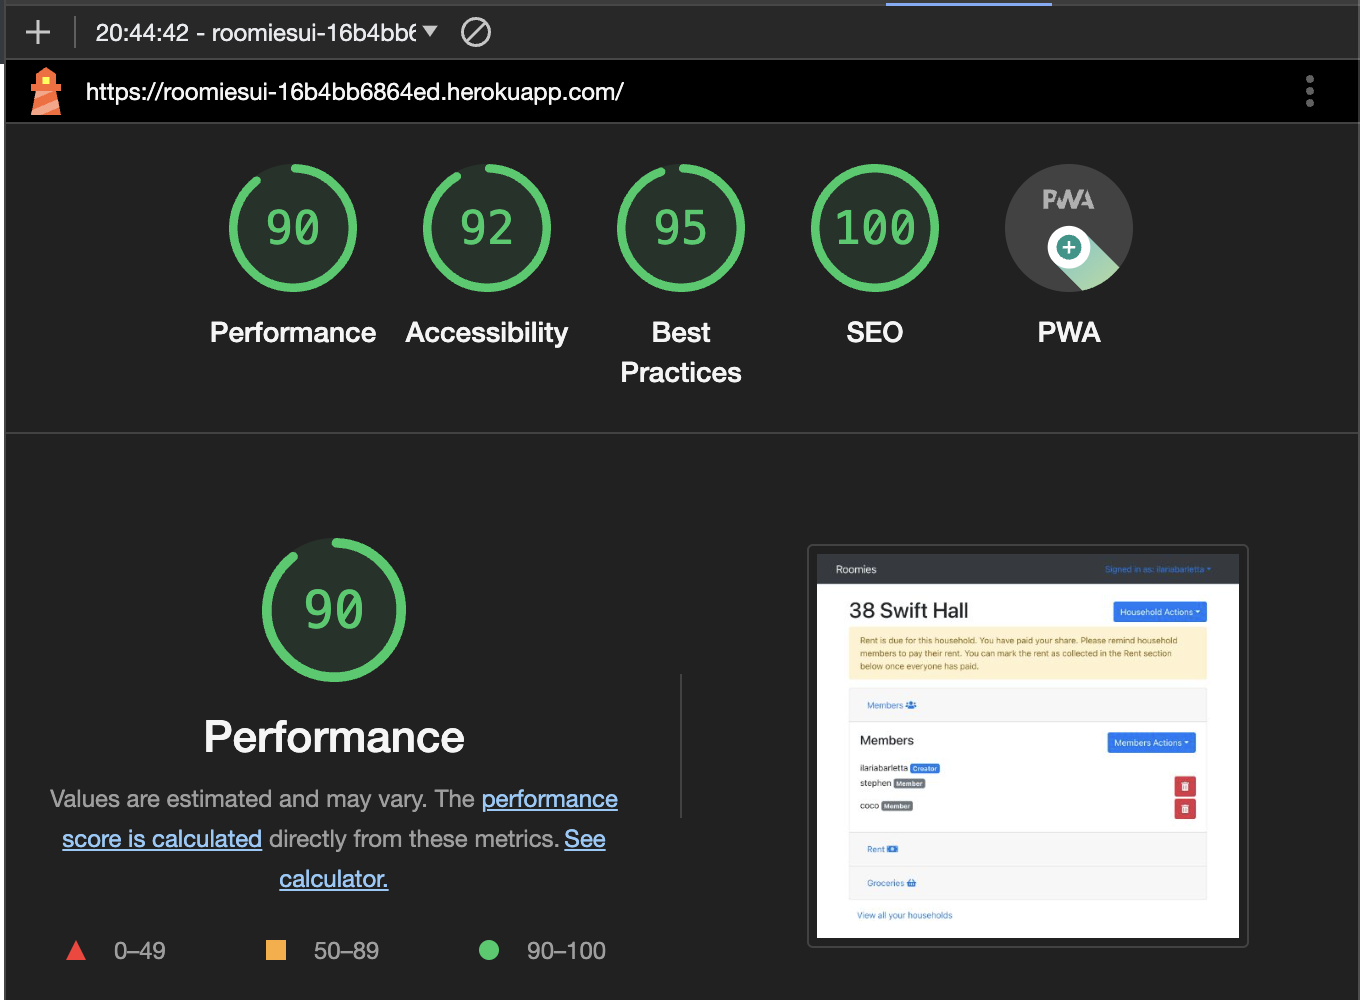 20:44:42 - roomiesui-16b4bb6
https://roomiesui-16b4bb6864ed.herokuapp.com/
90
92
95
100
PWA
Performance
Accessibility
Best
Practices
SEO
PWA
90
Performance
Values are estimated and may vary. The performance
score is calculated directly from these metrics. See
calculator.
0–49
50–89
90–100
Roomies
Signed in as: ilariabarletta
38 Swift Hall
Household Actions
Rent is due for this household. You have paid your share. Please remind household
members to pay their rent. You can mark the rent as collected in the Rent section
below once everyone has paid.
Members
Members
Members Actions
ilariabarletta Creator
stephen Member
coco Member
Rent
Groceries
View all your households